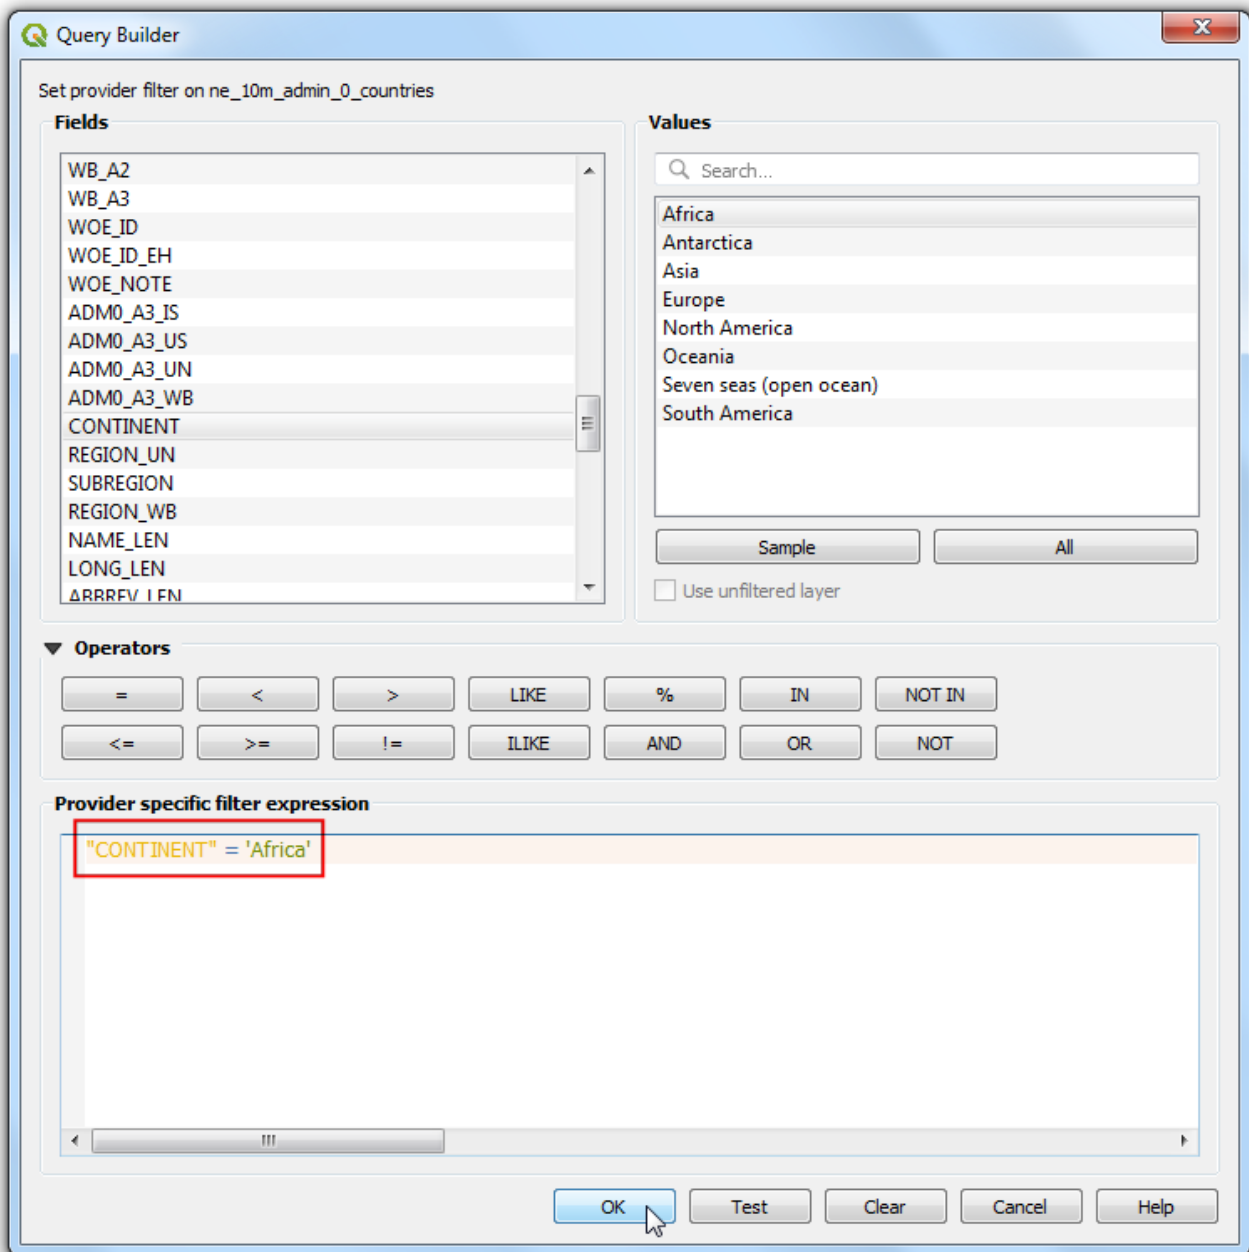 Query Builder
Set provider filter on ne_10m_admin_0_countries
Fields
WB_A2
WB_A3
WOE_ID
WOE_ID_EH
WOE_NOTE
ADM0_A3_IS
ADM0_A3_US
ADM0_A3_UN
ADM0_A3_WB
CONTINENT
REGION_UN
SUBREGION
REGION_WB
NAME_LEN
LONG_LEN
ABBREV_LEN
Values
Search...
Africa
Antarctica
Asia
Europe
North America
Oceania
Seven seas (open ocean)
South America
Sample All
Use unfiltered layer
Operators
= < > LIKE % IN NOT IN
<= >= != ILIKE AND OR NOT
Provider specific filter expression
"CONTINENT" = 'Africa'
OK Test Clear Cancel Help